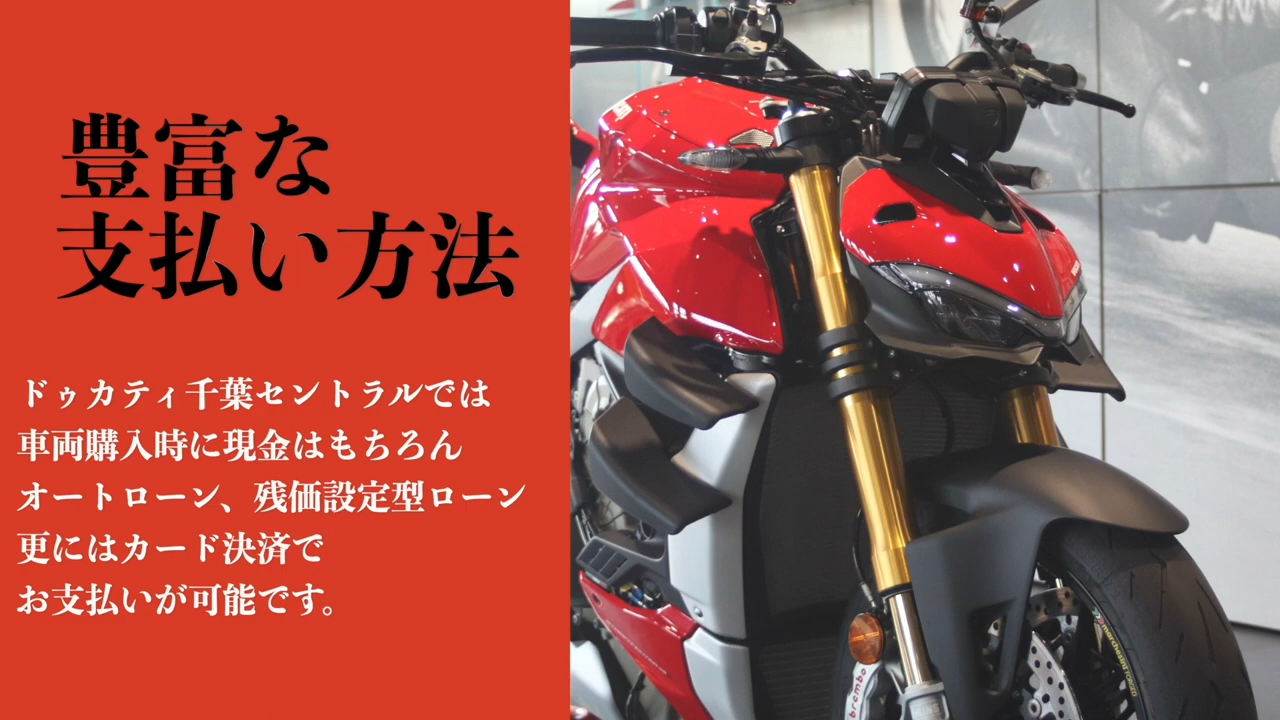 豊富な
支払い方法
ドゥカティ千葉セントラルでは
車両購入時に現金はもちろん
オートローン、残価設定型ローン
更にはカード決済で
お支払いが可能です。
brembo